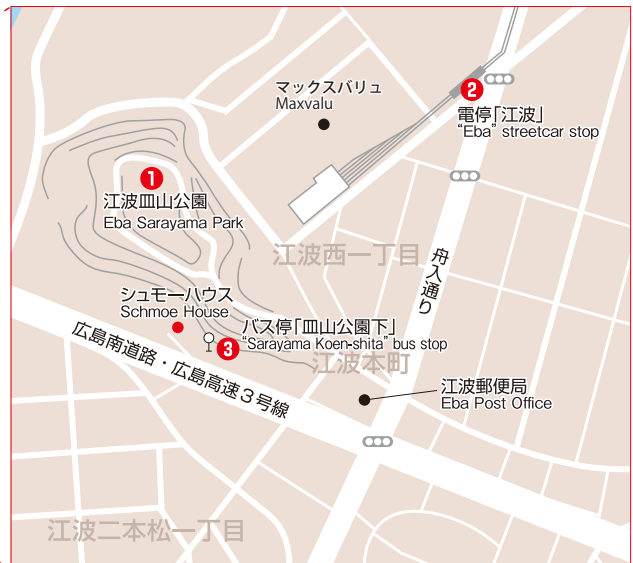 マックスバリュ
Maxvalu
2
電停「江波」
“Eba” streetcar stop
1
江波皿山公園
Eba Sarayama Park
江波西一丁目
舟入通り
シュモーハウス
Schmoe House
3
バス停「皿山公園下」
“Sarayama Koen-shita” bus stop
江波本町
広島南道路・広島高速３号線
江波郵便局
Eba Post Office
江波二本松一丁目